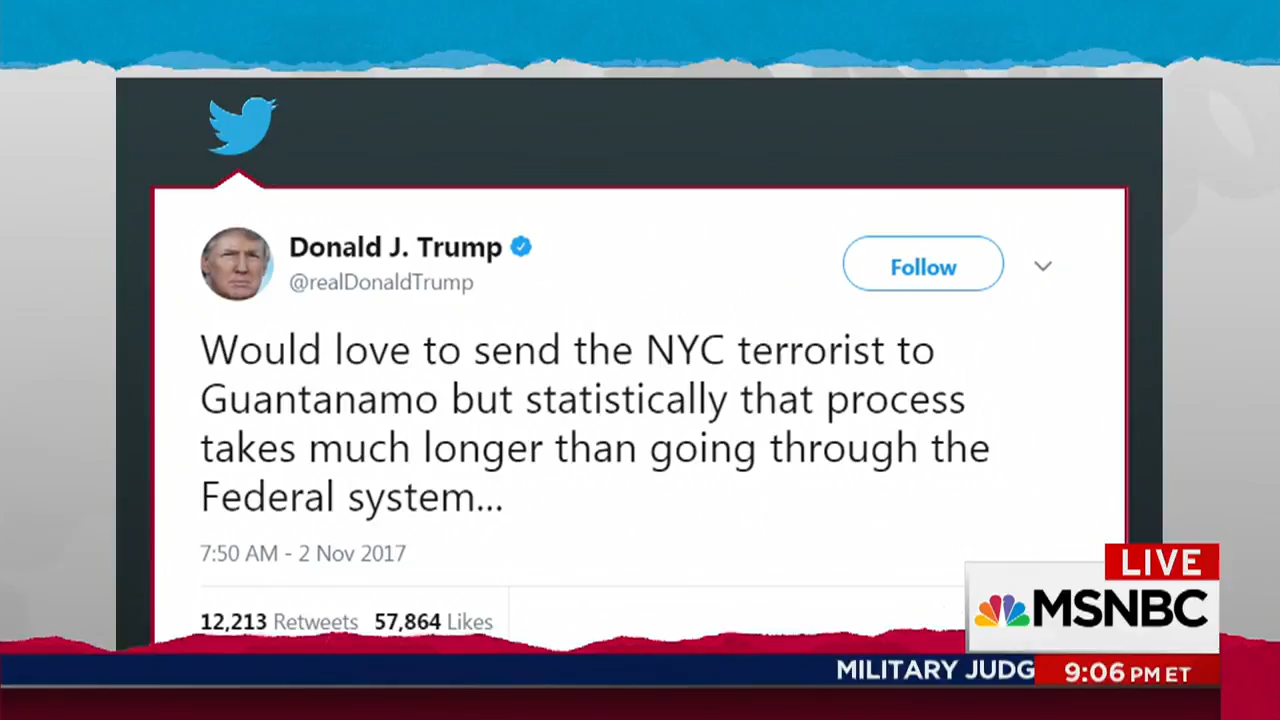 Donald J. Trump
@realDonaldTrump
Follow
Would love to send the NYC terrorist to
Guantanamo but statistically that process
takes much longer than going through the
Federal system...
7:50 AM - 2 Nov 2017
12,213 Retweets 57,864 Likes
LIVE
MSNBC
MILITARY JUDG
9:06 PM ET